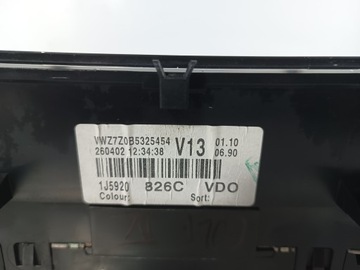 VWZ7Z0B5325454 V13 01.10
260402 12:34:38 06.90
1J5920 826C VDO
Colour: Sort: